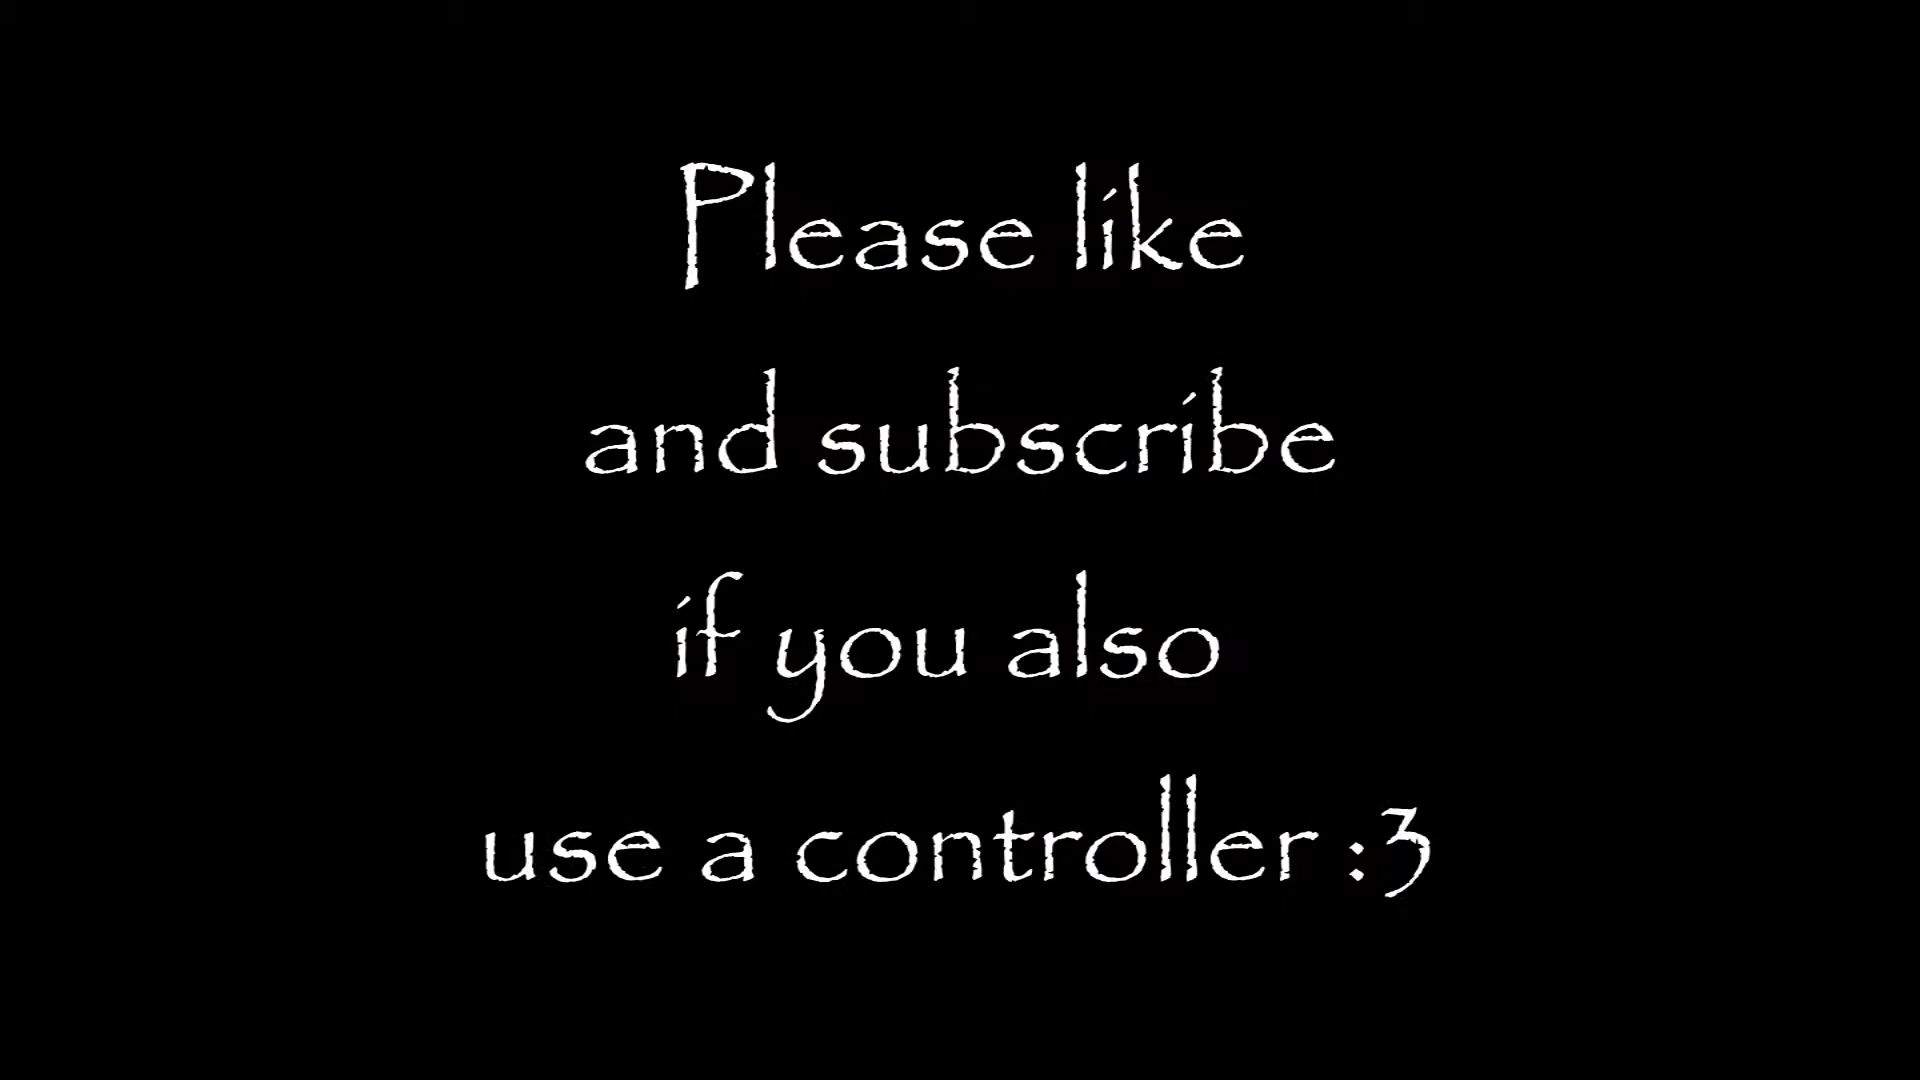 Please like
and subscribe
if you also
use a controller :3